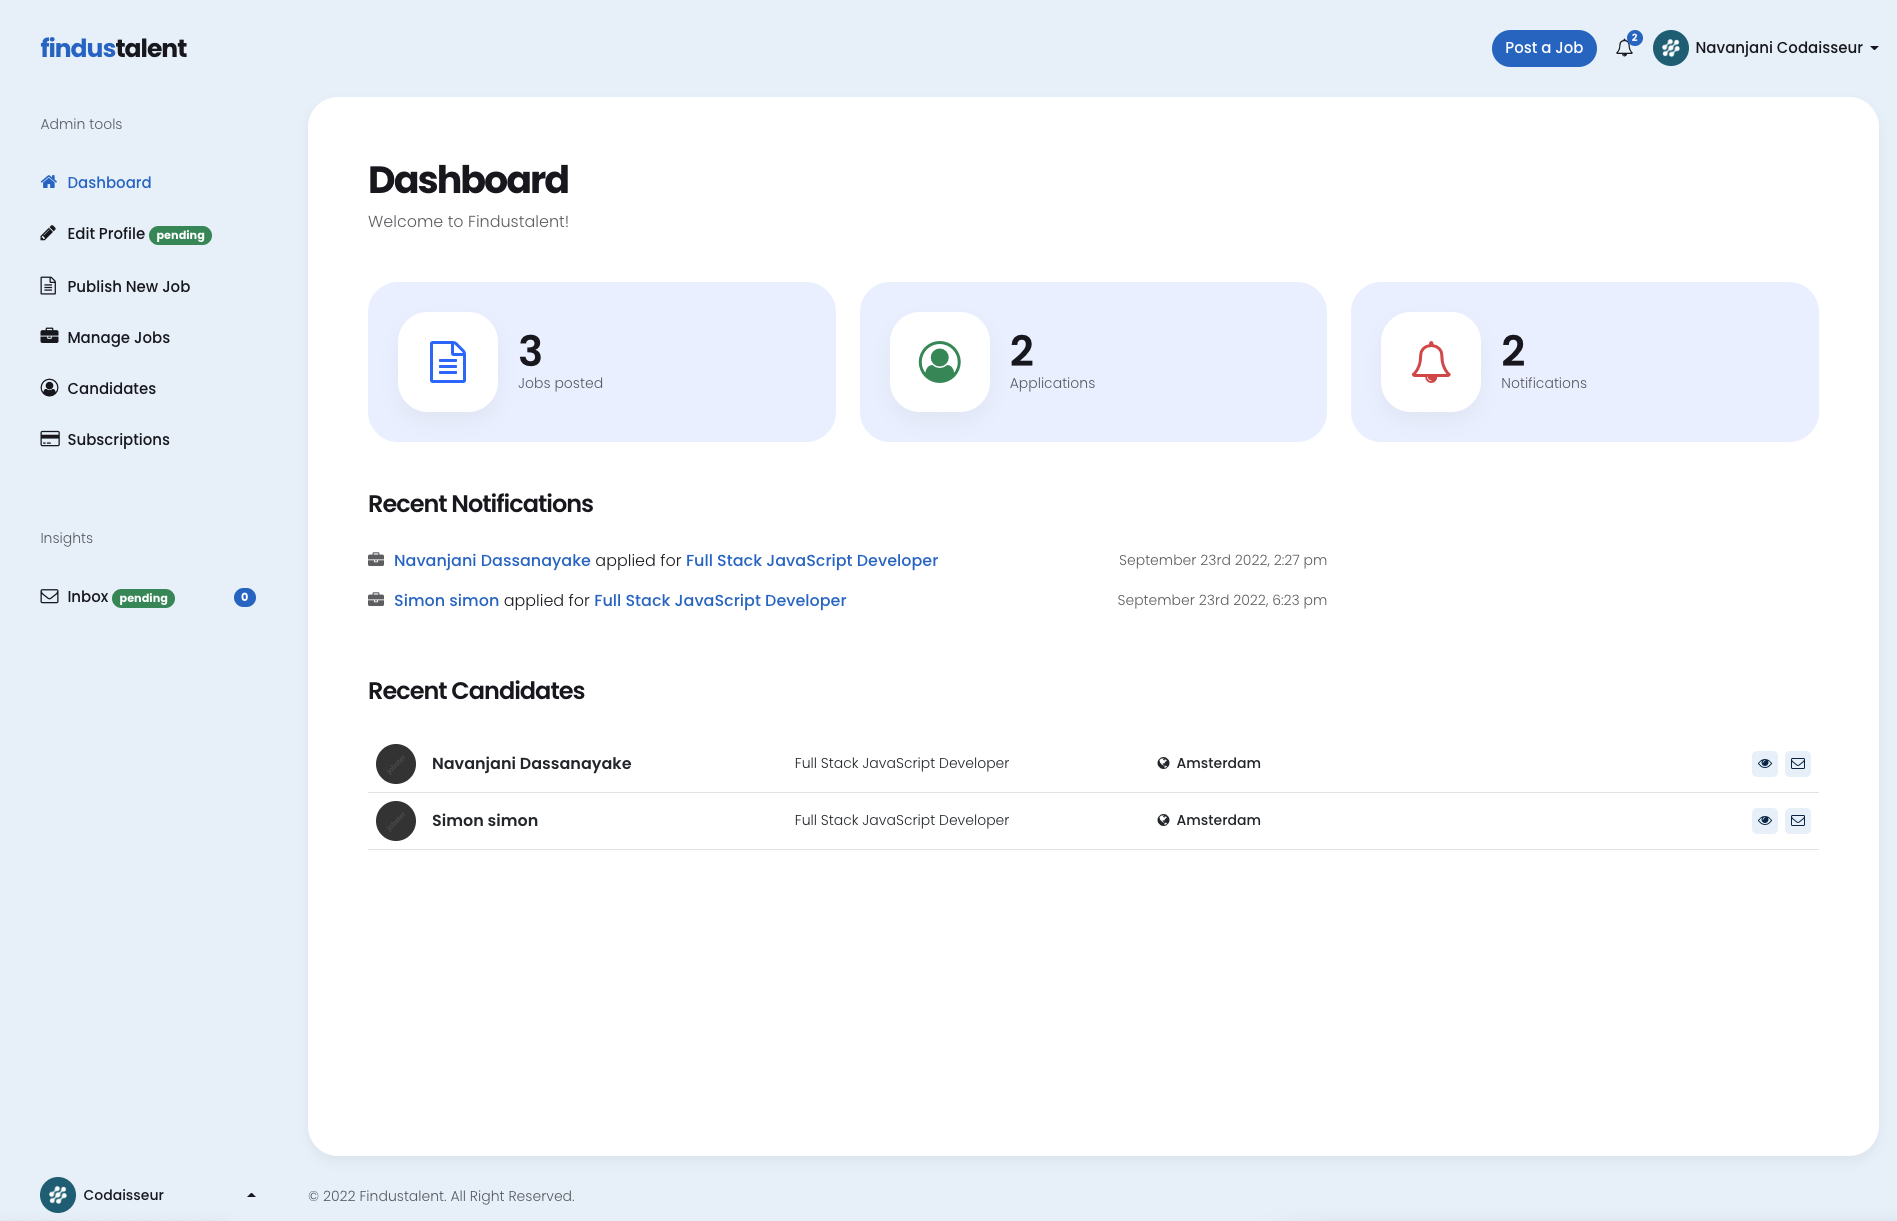 findustalent
Post a Job
2
Navanjani Codaisseur
Admin tools
Dashboard
Edit Profile pending
Publish New Job
Manage Jobs
Candidates
Subscriptions
Insights
Inbox pending 0
Codaisseur
Dashboard
Welcome to Findustalent!
3
Jobs posted
2
Applications
2
Notifications
Recent Notifications
Navanjani Dassanayake applied for Full Stack JavaScript Developer September 23rd 2022, 2:27 pm
Simon simon applied for Full Stack JavaScript Developer September 23rd 2022, 6:23 pm
Recent Candidates
Navanjani Dassanayake Full Stack JavaScript Developer Amsterdam
Simon simon Full Stack JavaScript Developer Amsterdam
© 2022 Findustalent. All Right Reserved.